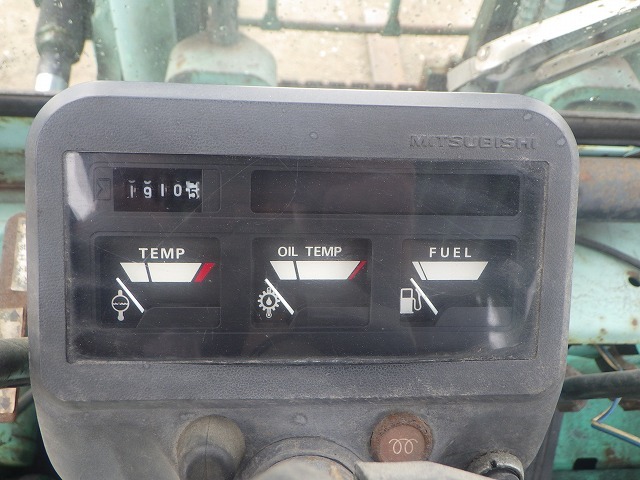 MITSUBISHI
19105
TEMP
OIL TEMP
FUEL